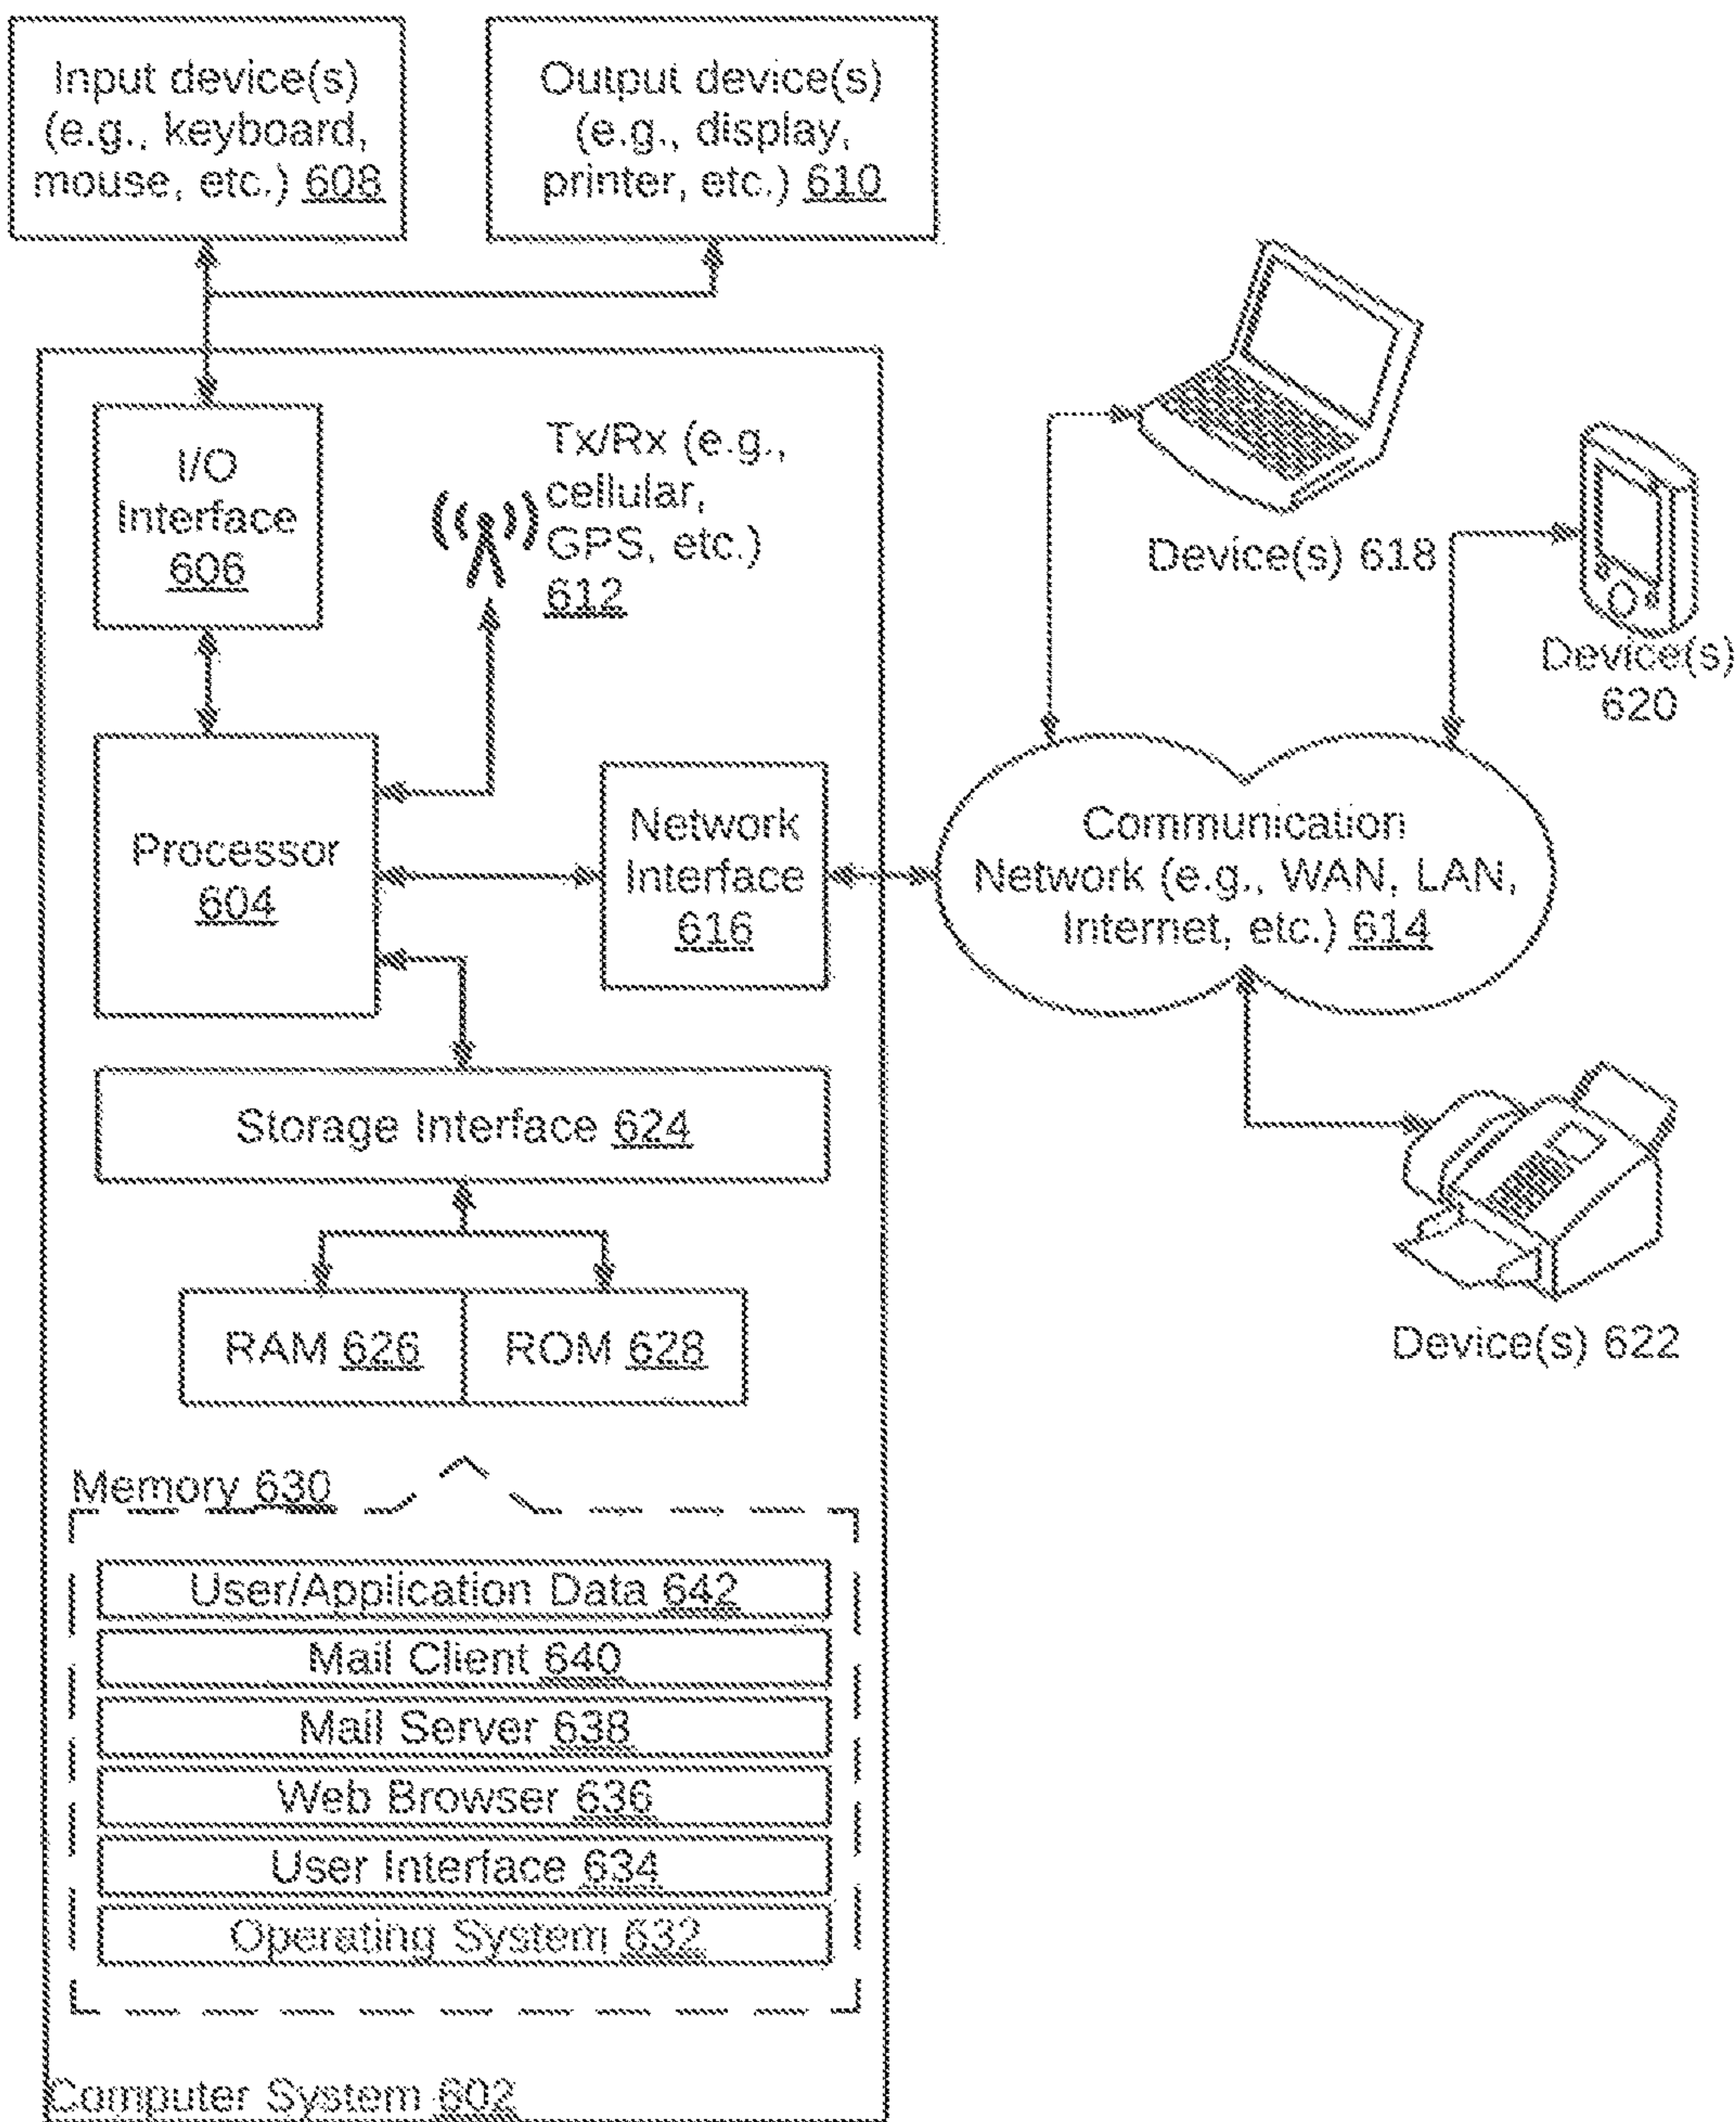 Input device(s)
(e.g., keyboard,
mouse, etc.) 608
Output device(s)
(e.g., display,
printer, etc.) 610
I/O
Interface
606
Tx/Rx (e.g.,
cellular,
GPS, etc.)
612
Device(s) 618
Device(s)
620
Processor
604
Network
Interface
616
Communication
Network (e.g., WAN, LAN,
Internet, etc.) 614
Storage Interface 624
RAM 626
ROM 628
Device(s) 622
Memory 630
User/Application Data 642
Mail Client 640
Mail Server 638
Web Browser 636
User Interface 634
Operating System 632
Computer System 602